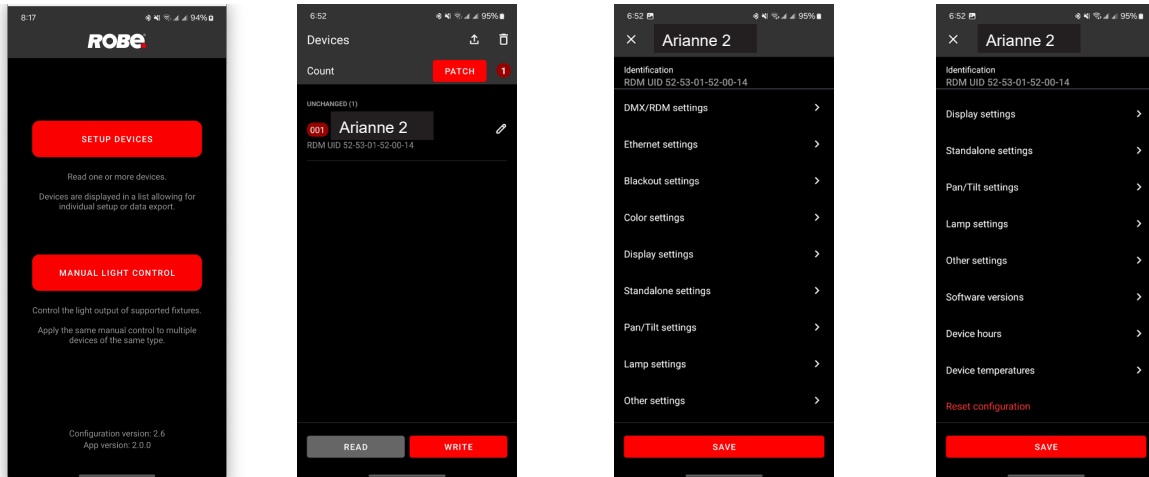 8:17 94%
ROBE
SETUP DEVICES
Read one or more devices.
Devices are displayed in a list allowing for
individual setup or data export.
MANUAL LIGHT CONTROL
Control the light output of supported fixtures.
Apply the same manual control to multiple
devices of the same type.
Configuration version: 2.6
App version: 2.0.0
6:52 95%
Devices
Count PATCH 1
UNCHANGED (1)
001 Arianne 2
RDM UID 52-53-01-52-00-14
READ WRITE
6:52 95%
Arianne 2
Identification
RDM UID 52-53-01-52-00-14
DMX/RDM settings
Ethernet settings
Blackout settings
Color settings
Display settings
Standalone settings
Pan/Tilt settings
Lamp settings
Other settings
SAVE
6:52 95%
Arianne 2
Identification
RDM UID 52-53-01-52-00-14
Display settings
Standalone settings
Pan/Tilt settings
Lamp settings
Other settings
Software versions
Device hours
Device temperatures
Reset configuration
SAVE